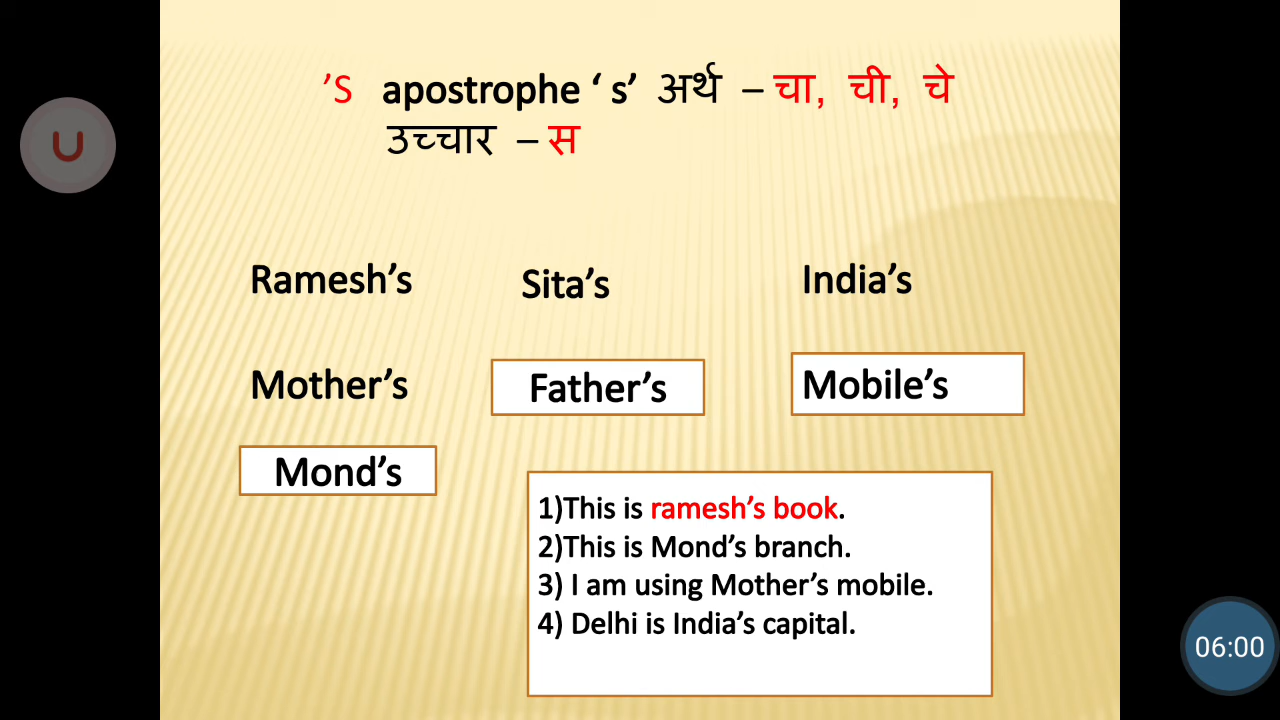 ’S apostrophe ‘ s’ अर्थ – चा, ची, चे
उच्चार – स
Ramesh’s Sita’s India’s
Mother’s Father’s Mobile’s
Mond’s
1)This is ramesh’s book.
2)This is Mond’s branch.
3) I am using Mother’s mobile.
4) Delhi is India’s capital.
06:00